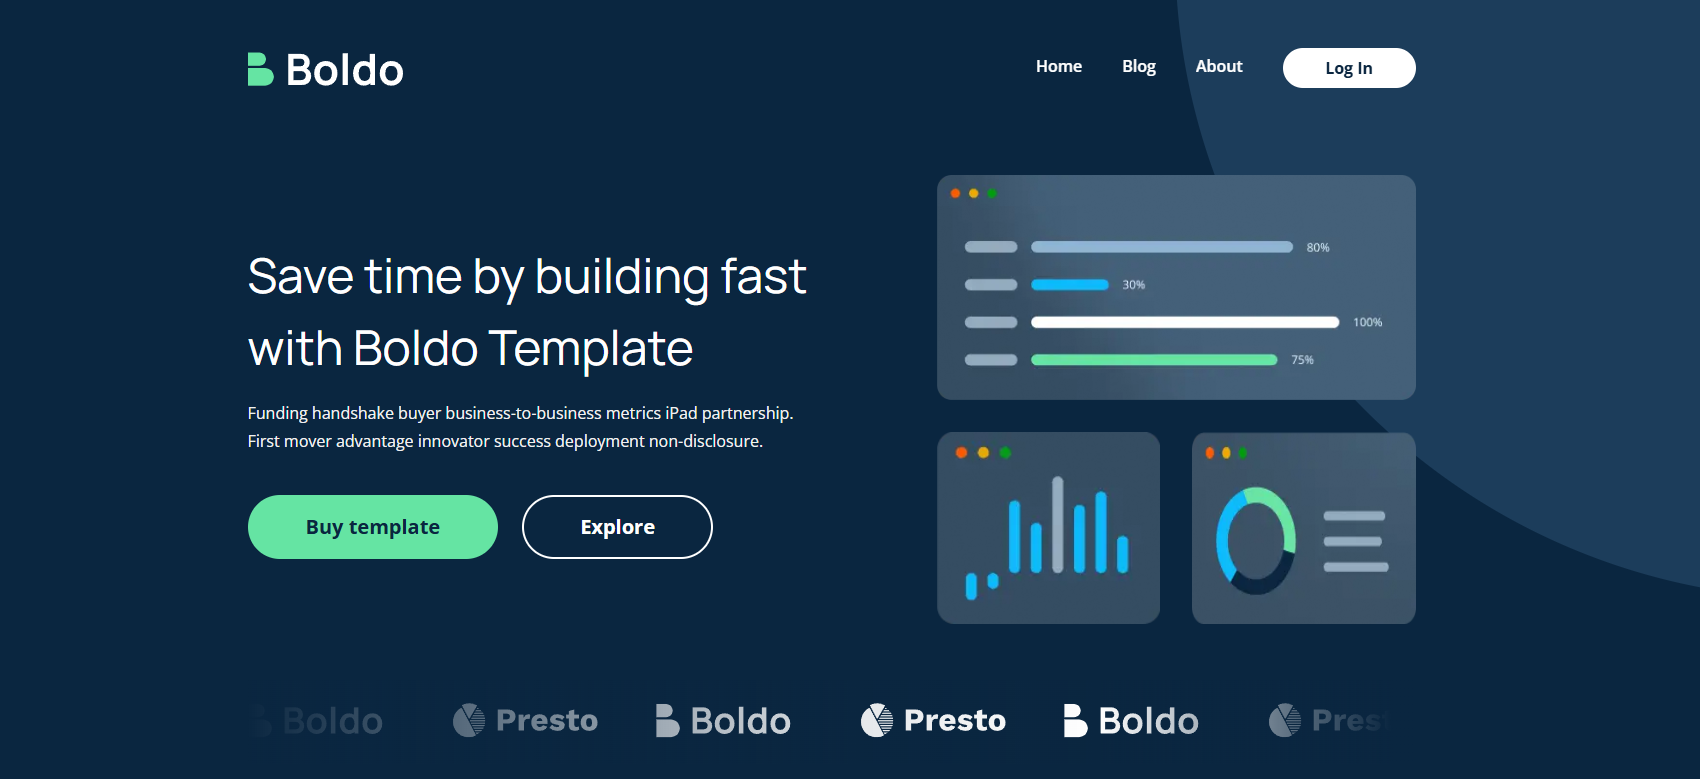 Boldo
Home Blog About Log In
80%
30%
100%
75%
Save time by building fast
with Boldo Template
Funding handshake buyer business-to-business metrics iPad partnership.
First mover advantage innovator success deployment non-disclosure.
Buy template Explore
Boldo Presto Boldo Presto Boldo Pres